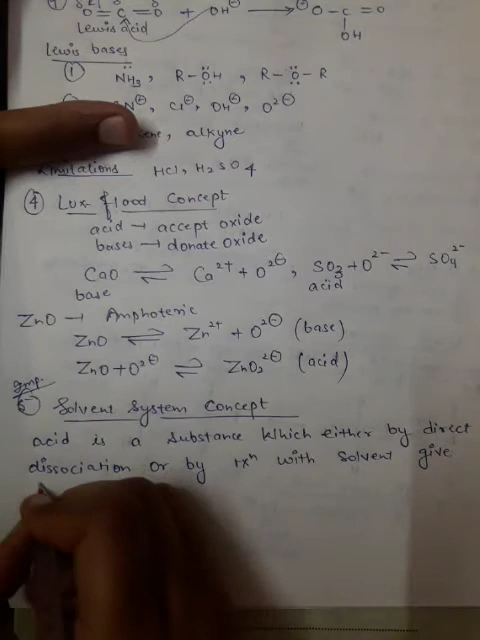 O=C=O + OH⊖ → ⊖O-C=O
OH
Lewis acid
Lewis bases
① N̈H3, R-ÖH, R-Ö-R
N⊖, Cl⊖, OH⊖, O2⊖
alkyne
HCl, H2SO4
④ Lux-flood Concept
acid → accept oxide
bases → donate oxide
CaO ⇌ Ca2+ + O2⊖, SO3 + O2- ⇌ SO4 2-
base acid
ZnO → Amphoteric
ZnO ⇌ Zn2+ + O2⊖ (base)
ZnO + O2⊖ ⇌ ZnO2 2⊖ (acid)
Imp.
⑤ Solvent System Concept
acid is a substance which either by direct
dissociation or by rxn with solvent give